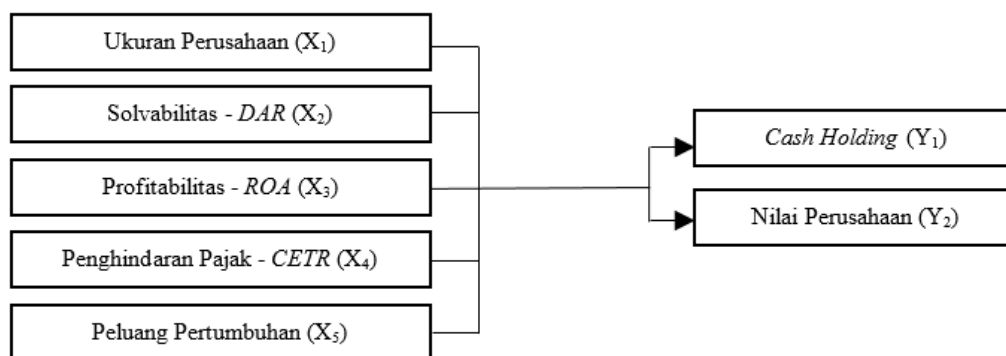 Ukuran Perusahaan (X₁)
Solvabilitas - DAR (X₂)
Profitabilitas - ROA (X₃)
Penghindaran Pajak - CETR (X₄)
Peluang Pertumbuhan (X₅)
Cash Holding (Y₁)
Nilai Perusahaan (Y₂)